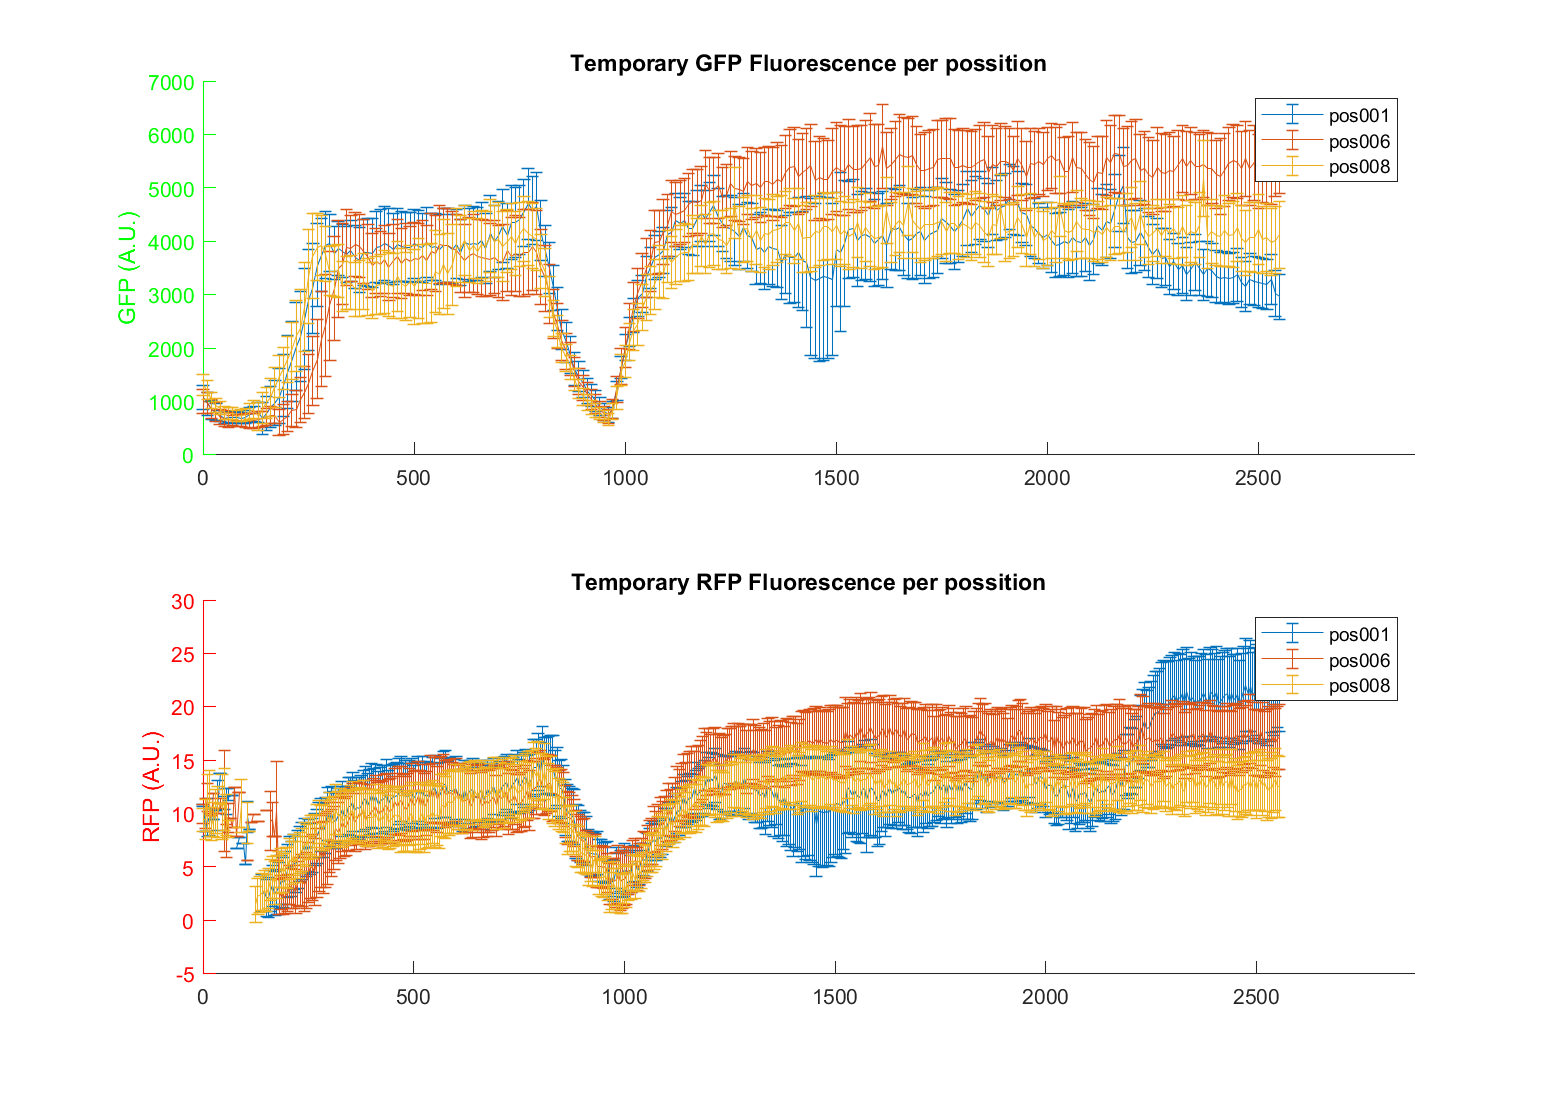 Temporary GFP Fluorescence per possition
7000
6000
5000
4000
3000
2000
1000
0
GFP (A.U.)
pos001
pos006
pos008
0 500 1000 1500 2000 2500
Temporary RFP Fluorescence per possition
30
25
20
15
10
5
0
-5
RFP (A.U.)
pos001
pos006
pos008
0 500 1000 1500 2000 2500